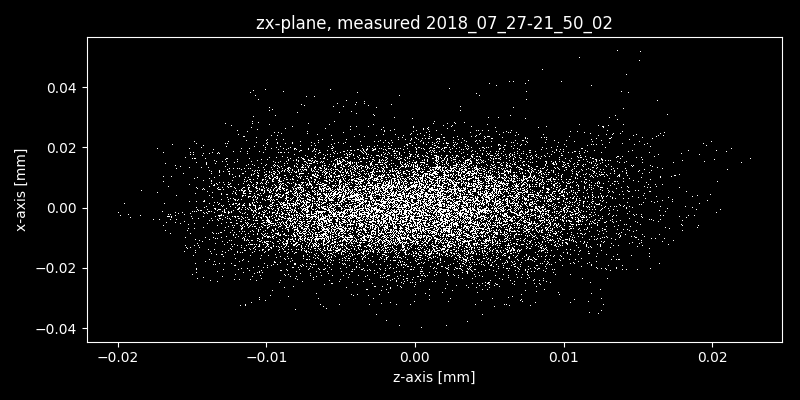 zx-plane, measured 2018_07_27-21_50_02
0.04
0.02
0.00
−0.02
−0.04
x-axis [mm]
−0.02 −0.01 0.00 0.01 0.02
z-axis [mm]